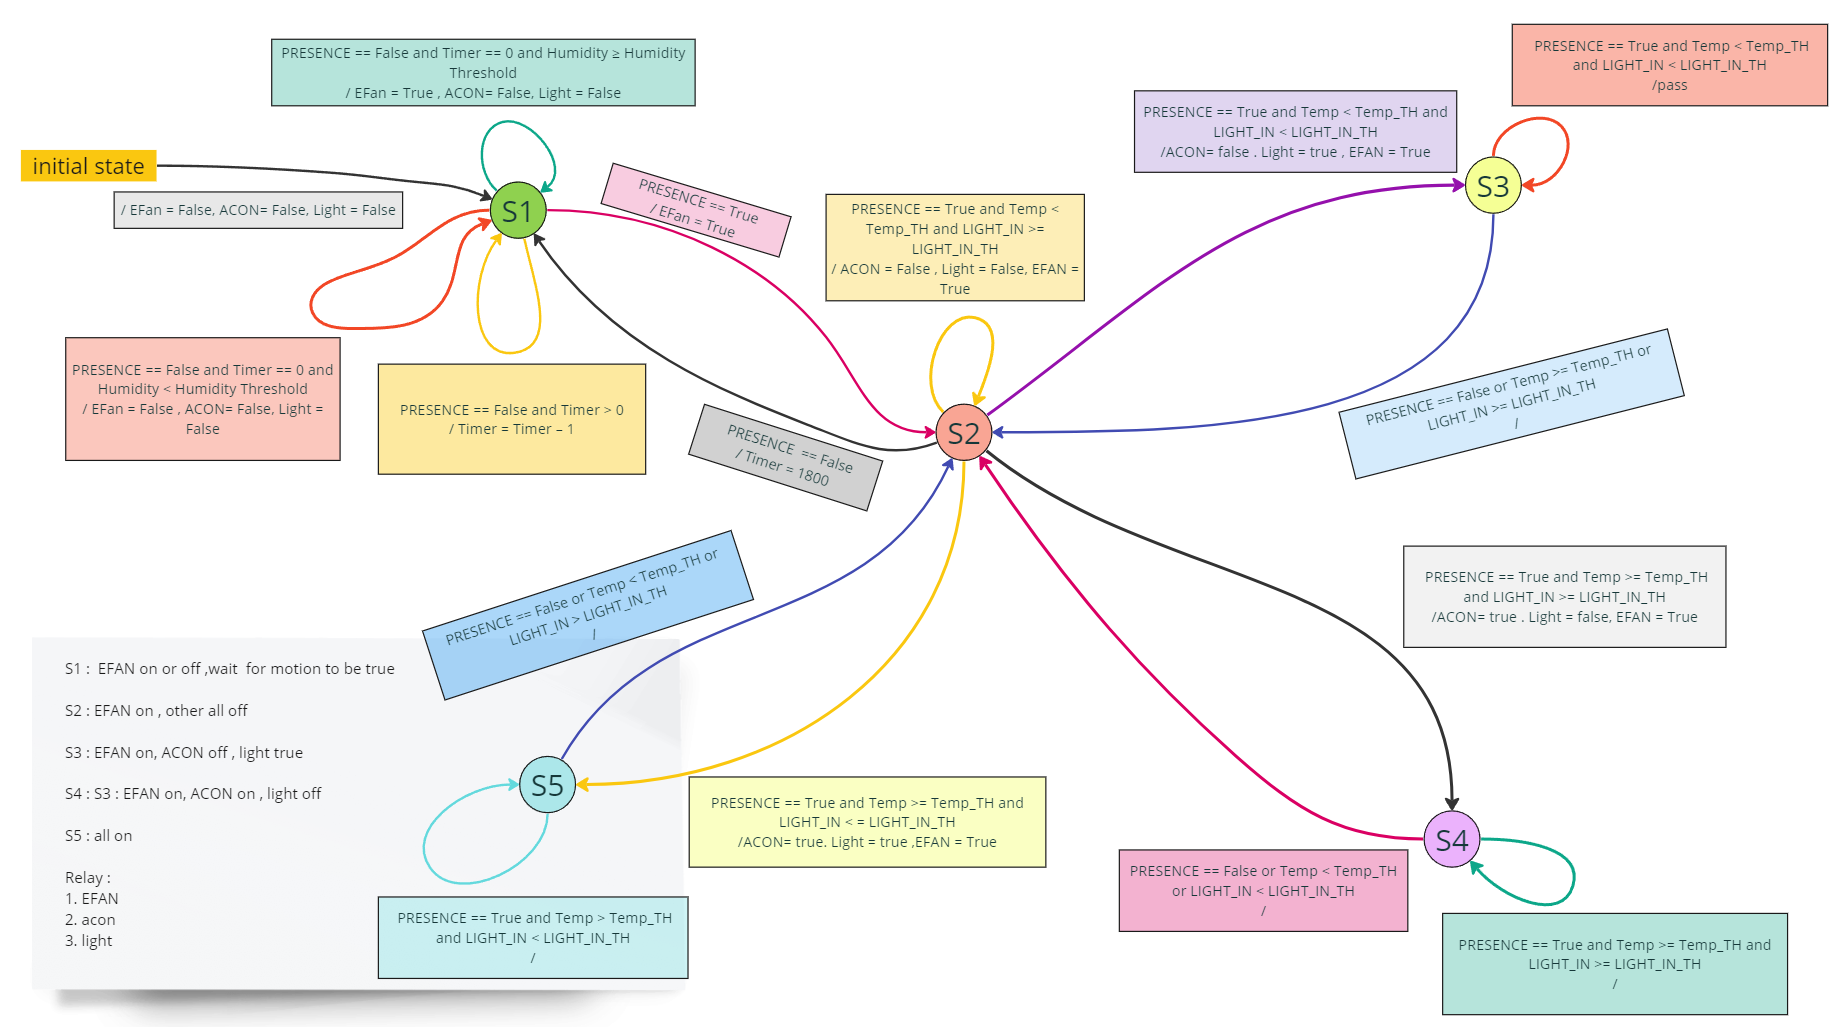 PRESENCE == False and Timer == 0 and Humidity ≥ Humidity
Threshold
/ EFan = True , ACON= False, Light = False
initial state
/ EFan = False, ACON= False, Light = False
S1
PRESENCE == True
/ EFan = True
PRESENCE == True and Temp <
Temp_TH and LIGHT_IN >=
LIGHT_IN_TH
/ ACON = False , Light = False, EFAN =
True
PRESENCE == True and Temp < Temp_TH and
LIGHT_IN < LIGHT_IN_TH
/ACON= false . Light = true , EFAN = True
PRESENCE == True and Temp < Temp_TH
and LIGHT_IN < LIGHT_IN_TH
/pass
S3
PRESENCE == False and Timer == 0 and
Humidity < Humidity Threshold
/ EFan = False , ACON= False, Light =
False
PRESENCE == False and Timer > 0
/ Timer = Timer – 1
PRESENCE  == False
/ Timer = 1800
S2
PRESENCE == False or Temp >= Temp_TH or
LIGHT_IN >= LIGHT_IN_TH
/
PRESENCE == False or Temp < Temp_TH or
LIGHT_IN > LIGHT_IN_TH
/
PRESENCE == True and Temp >= Temp_TH
and LIGHT_IN >= LIGHT_IN_TH
/ACON= true . Light = false, EFAN = True
S1 :  EFAN on or off ,wait  for motion to be true
S2 : EFAN on , other all off
S3 : EFAN on, ACON off , light true
S4 : S3 : EFAN on, ACON on , light off
S5 : all on
Relay :
1. EFAN
2. acon
3. light
S5
PRESENCE == True and Temp >= Temp_TH and
LIGHT_IN < = LIGHT_IN_TH
/ACON= true. Light = true ,EFAN = True
PRESENCE == True and Temp > Temp_TH
and LIGHT_IN < LIGHT_IN_TH
/
S4
PRESENCE == False or Temp < Temp_TH
or LIGHT_IN < LIGHT_IN_TH
/
PRESENCE == True and Temp >= Temp_TH and
LIGHT_IN >= LIGHT_IN_TH
/